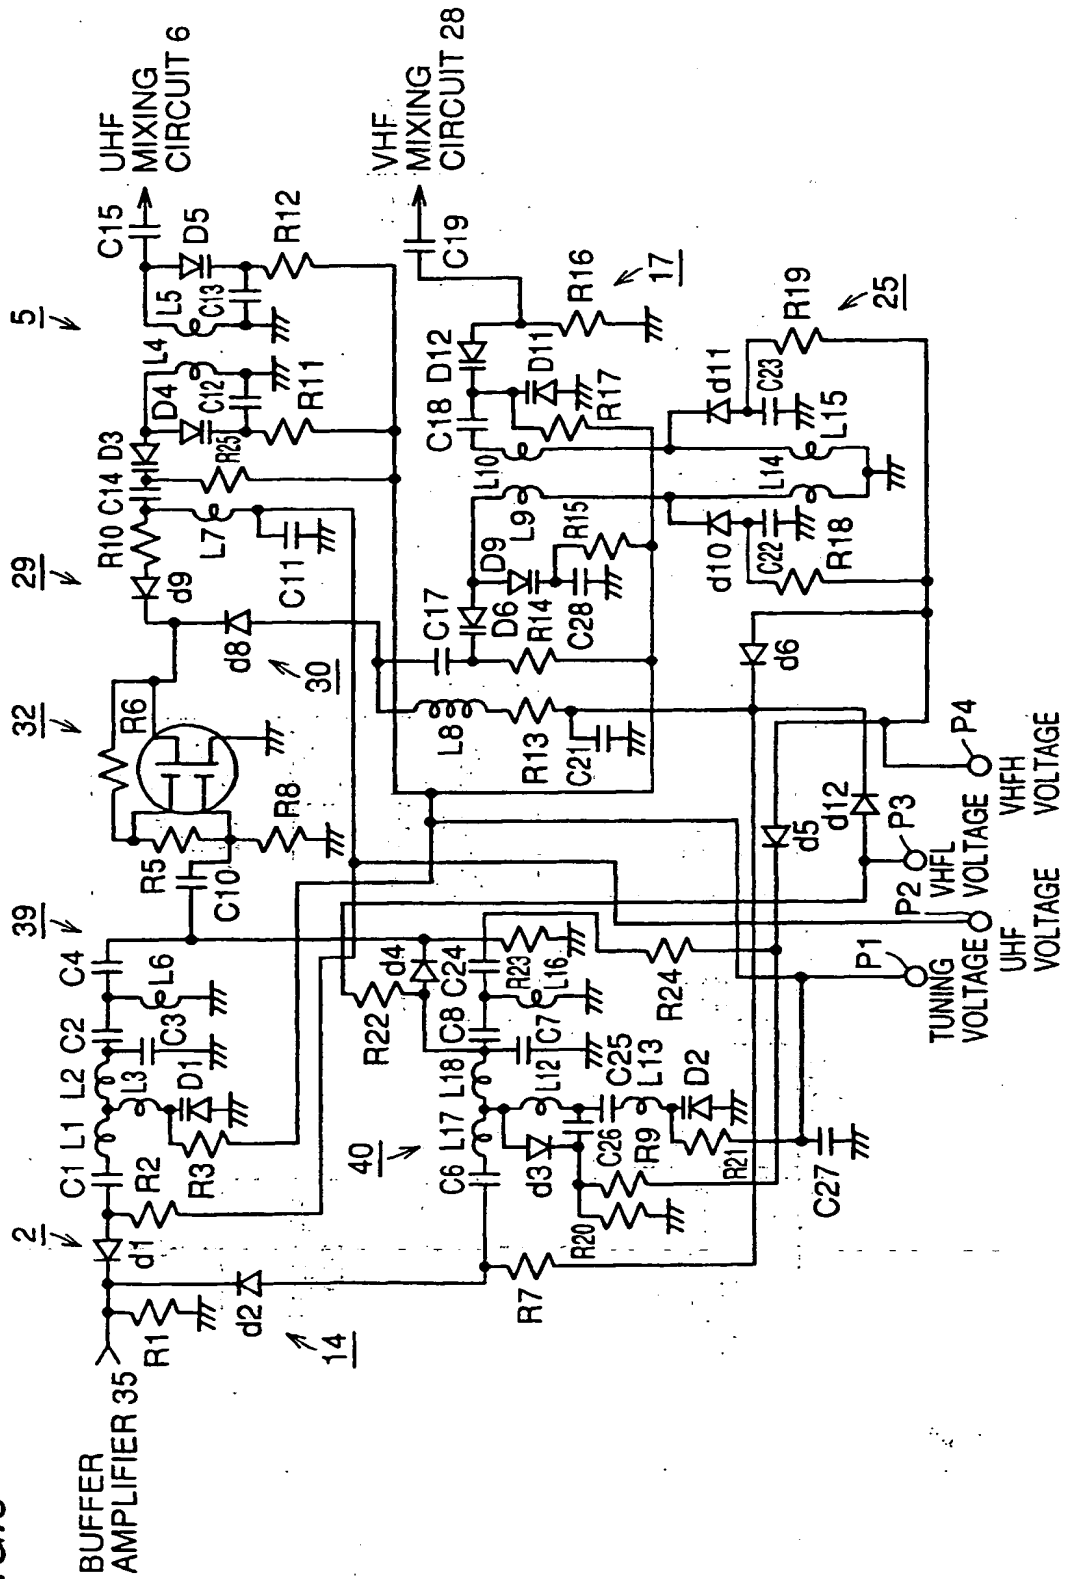 BUFFER
AMPLIFIER 35
R1
2
d1
R2
C1
L1
L2
C2
C4
39
L3
D1
R3
C3
L6
d2
14
R5
C10
R6
R8
32
d8
30
d9
29
R10
C14
D3
L7
C11
R25
D4
L4
C12
R11
5
L5
C13
D5
R12
C15
UHF
MIXING
CIRCUIT 6
VHF
MIXING
CIRCUIT 28
C19
R7
40
C6
L17
L18
C8
C24
d4
R22
R23
L16
C7
L12
C25
L13
D2
d3
C26
R9
R20
R21
C27
R24
L8
R13
C21
C17
D6
R14
D9
C28
R15
L9
L10
C18
D12
D11
R17
R16
17
d10
C22
R18
L14
L15
d11
C23
R19
25
d6
d5
d12
P1
TUNING
VOLTAGE
P2
UHF
VOLTAGE
P3
VHFL
VOLTAGE
P4
VHFH
VOLTAGE